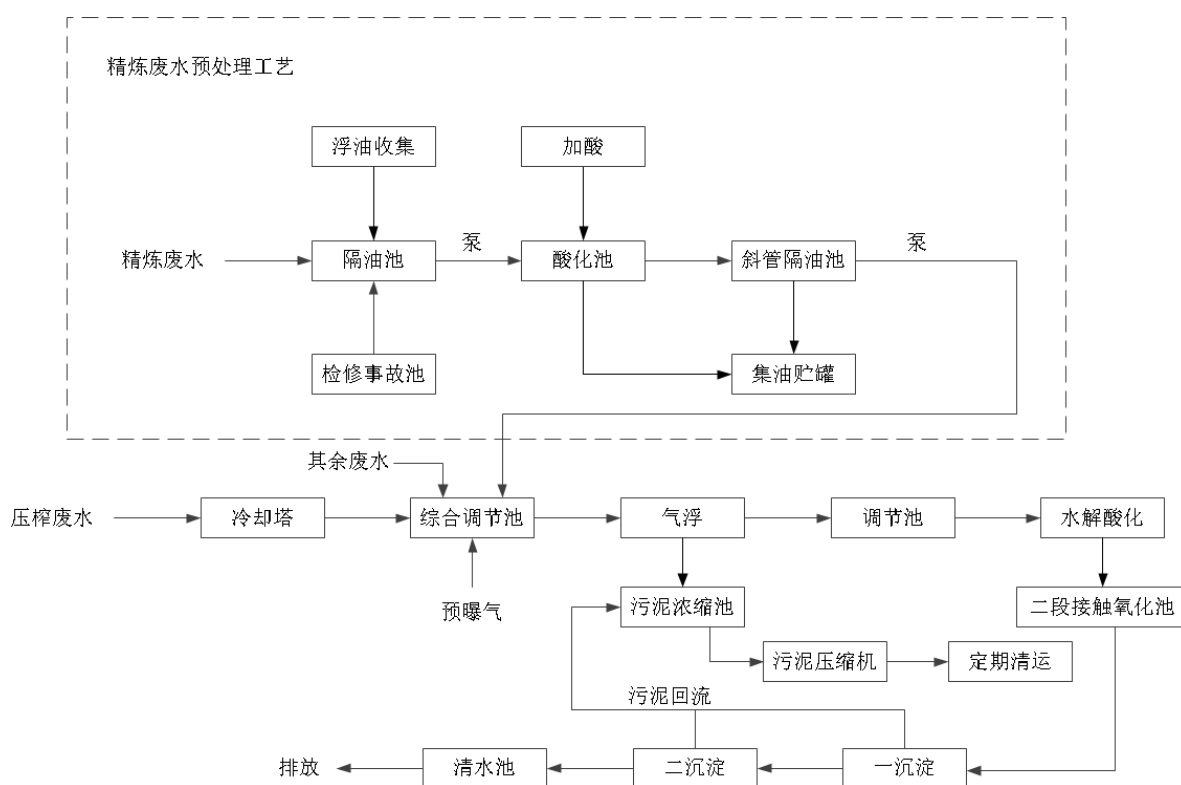 精炼废水预处理工艺
浮油收集
加酸
精炼废水
隔油池
泵
酸化池
斜管隔油池
泵
检修事故池
集油贮罐
其余废水
压榨废水
冷却塔
综合调节池
气浮
调节池
水解酸化
预曝气
污泥浓缩池
二段接触氧化池
污泥压缩机
定期清运
污泥回流
排放
清水池
二沉淀
一沉淀